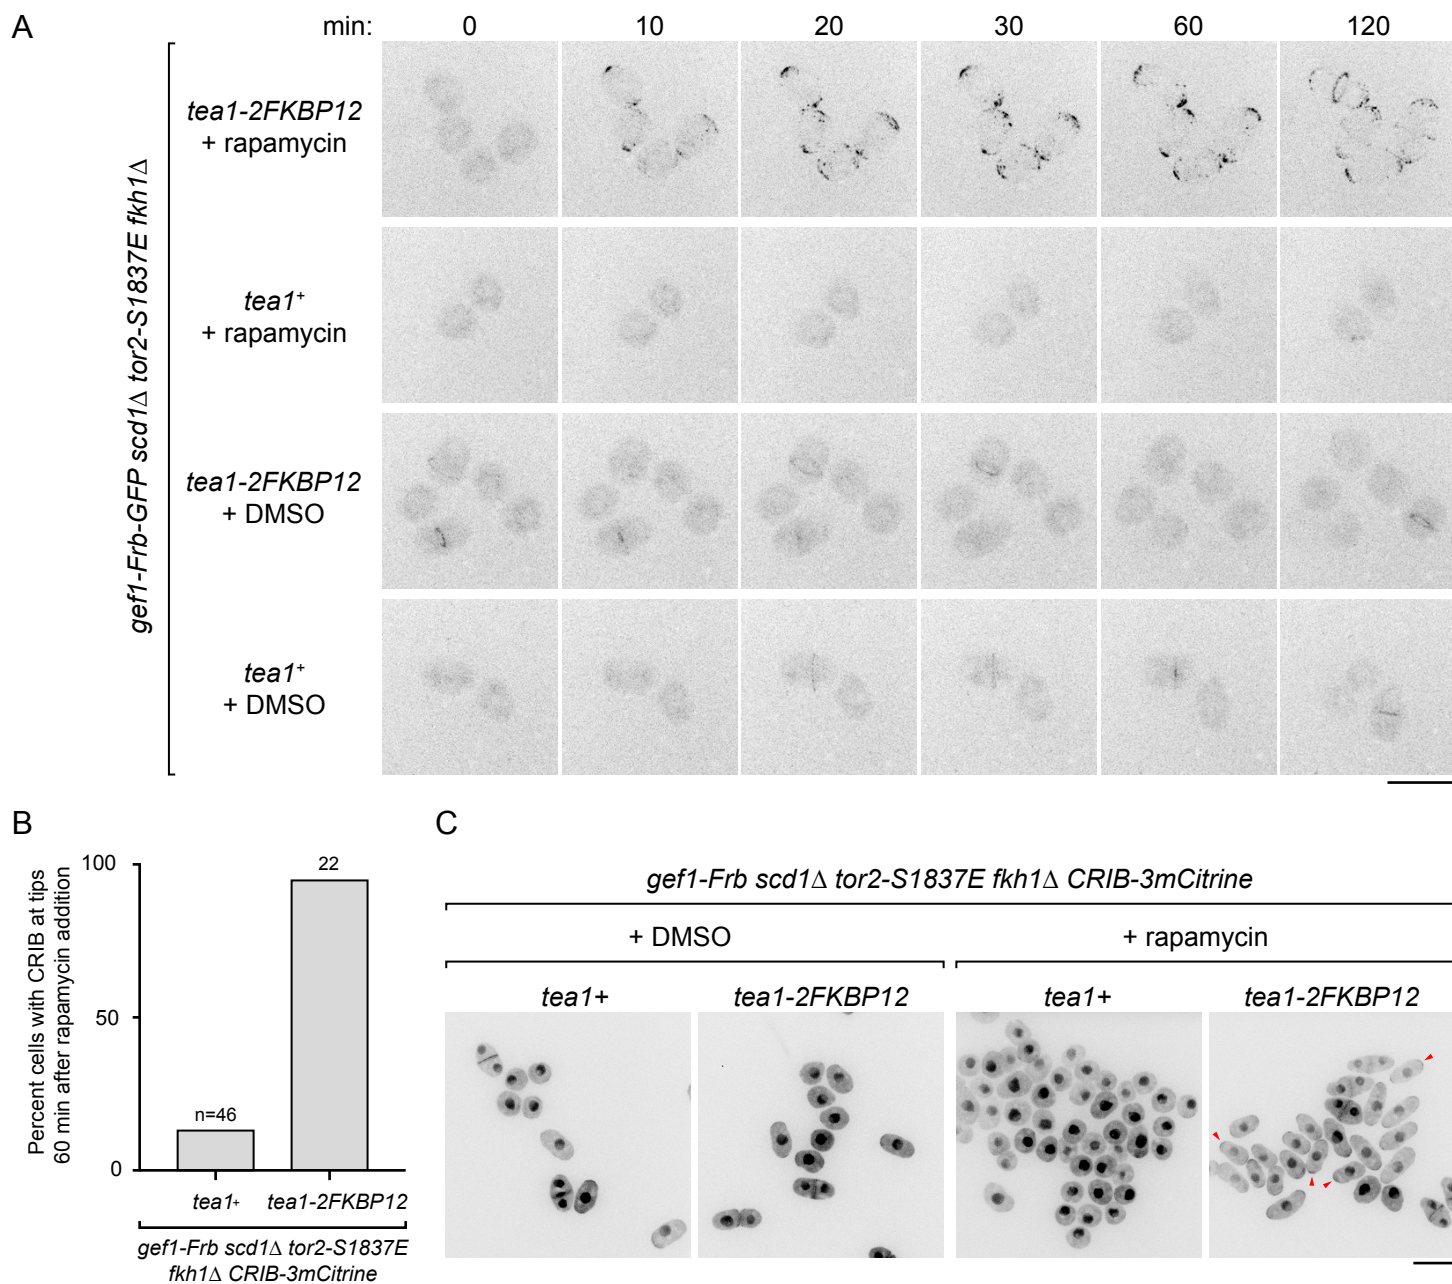 A
min: 0 10 20 30 60 120
gef1-Frb-GFP scd1Δ tor2-S1837E fkh1Δ
tea1-2FKBP12
+ rapamycin
tea1+
+ rapamycin
tea1-2FKBP12
+ DMSO
tea1+
+ DMSO
B
Percent cells with CRIB at tips
60 min after rapamycin addition
100
50
0
n=46
22
tea1+ tea1-2FKBP12
gef1-Frb scd1Δ tor2-S1837E
fkh1Δ CRIB-3mCitrine
C
gef1-Frb scd1Δ tor2-S1837E fkh1Δ CRIB-3mCitrine
+ DMSO + rapamycin
tea1+ tea1-2FKBP12 tea1+ tea1-2FKBP12